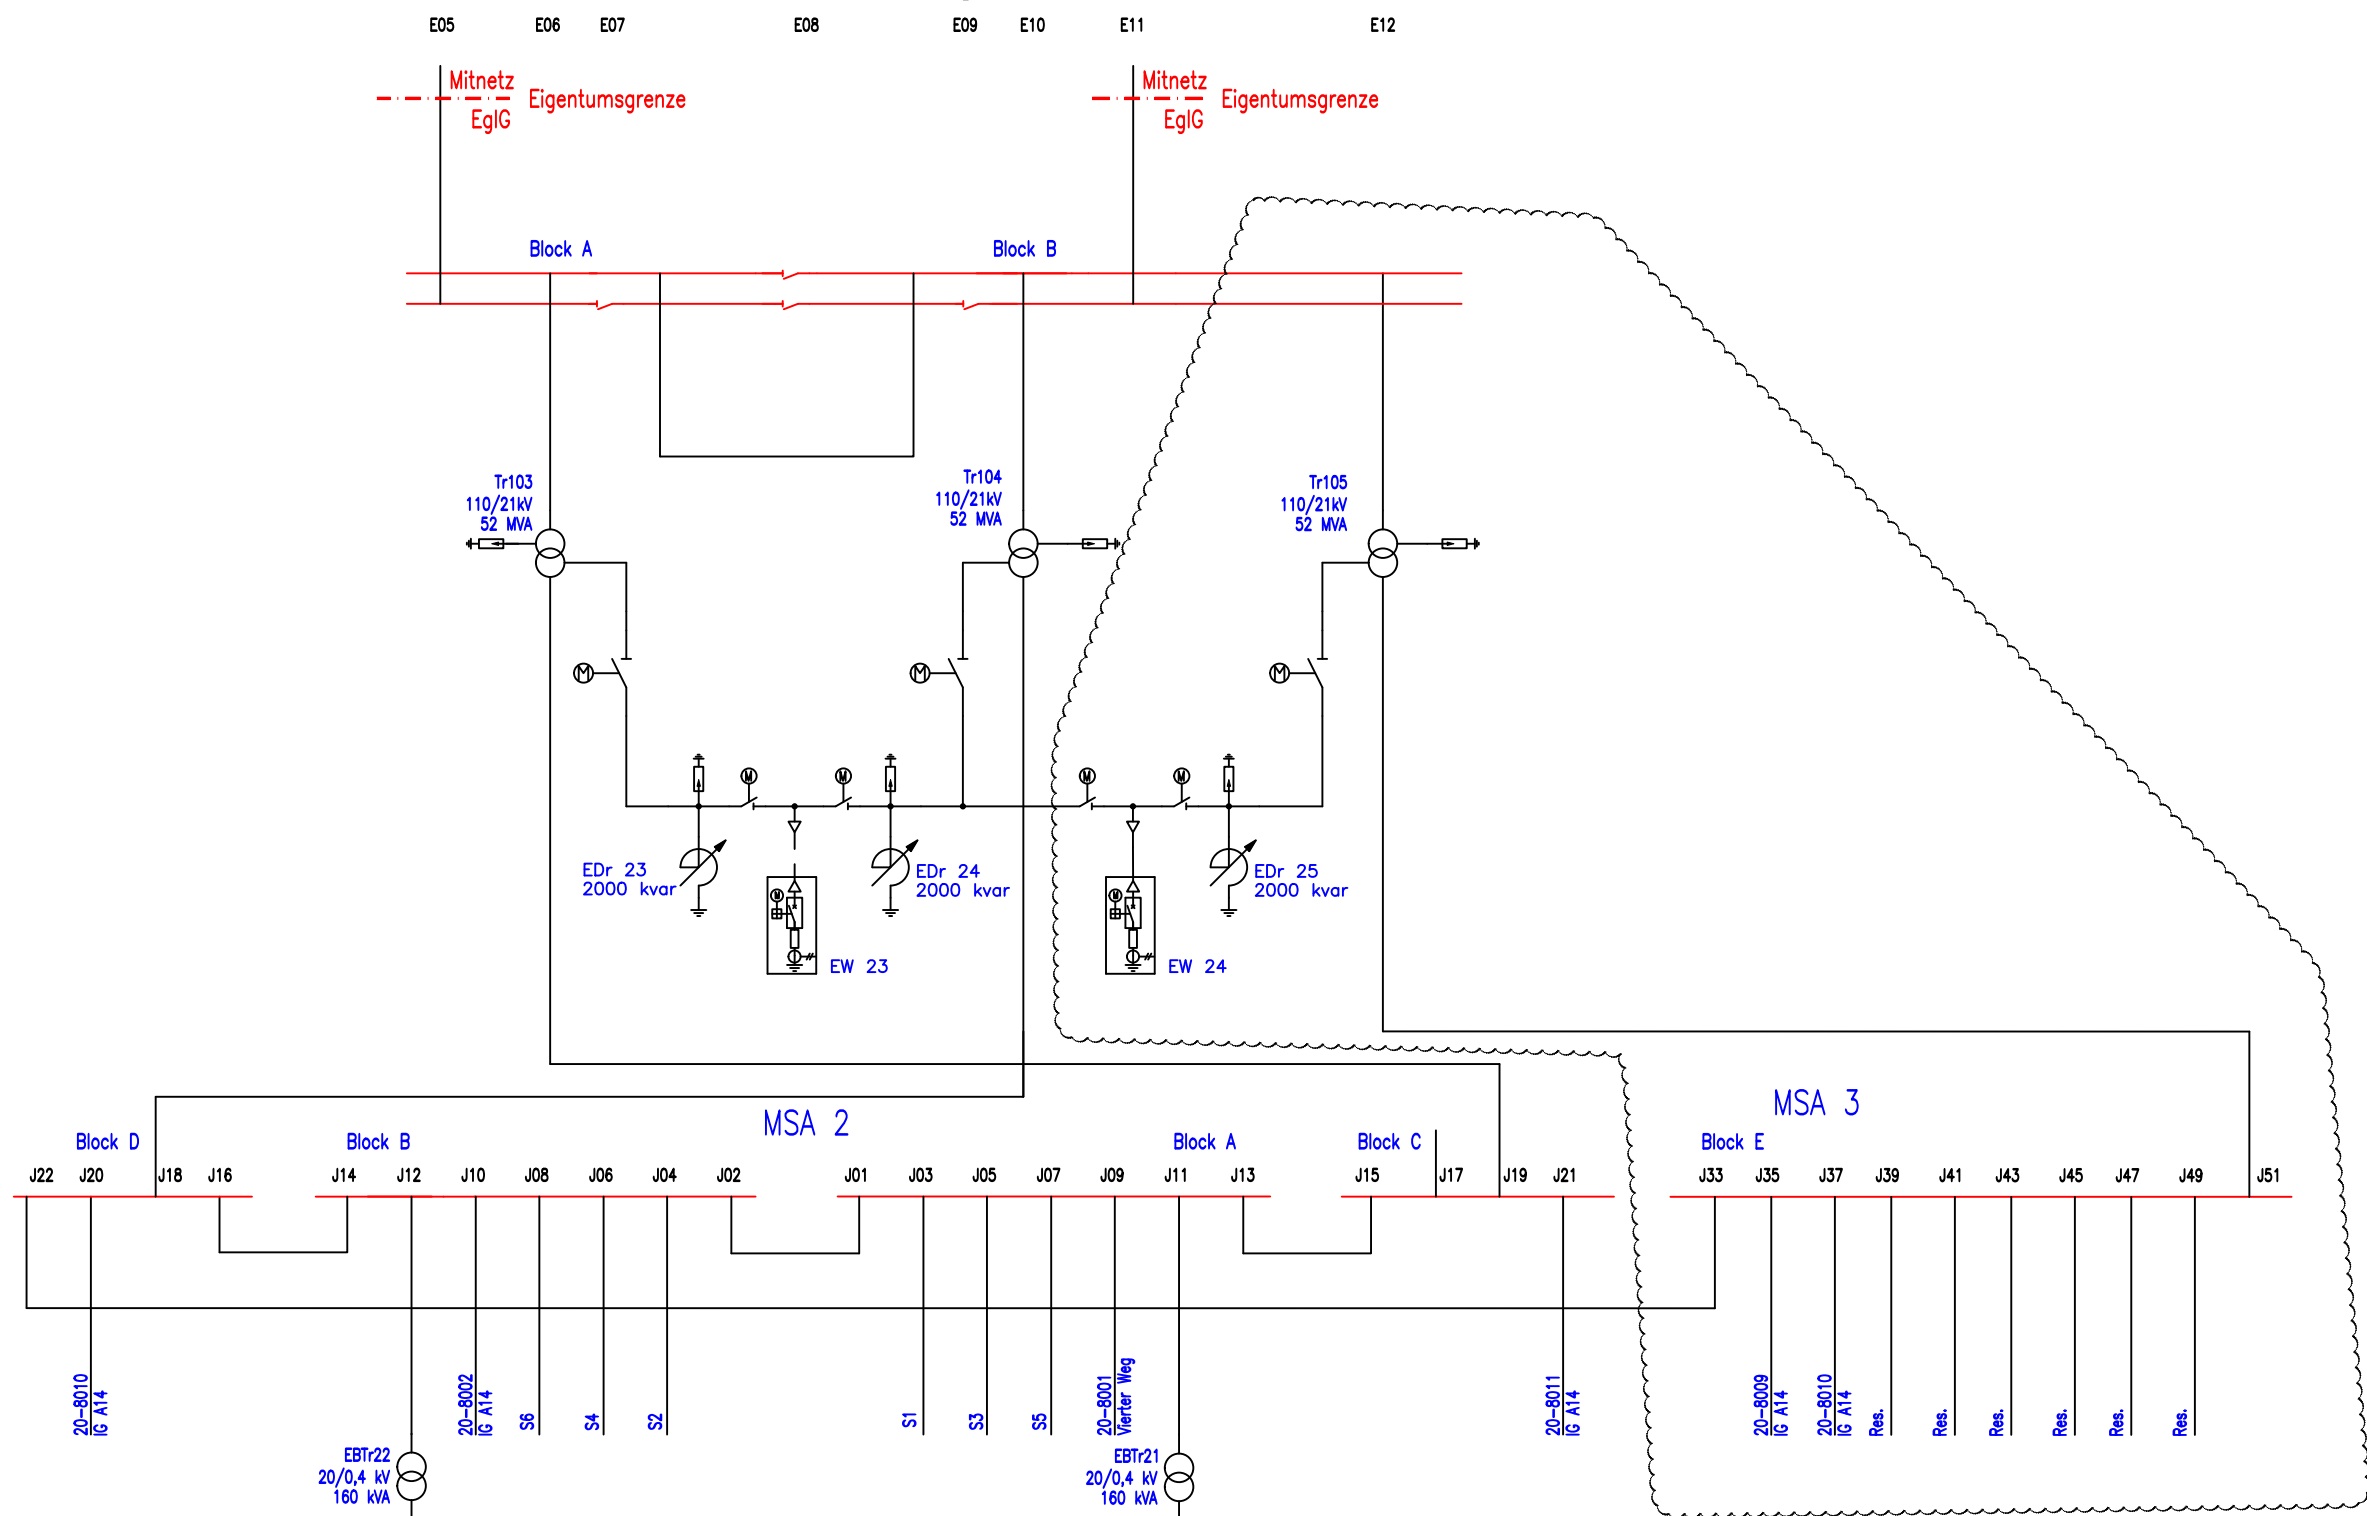 E05 E06 E07 E08 E09 E10 E11 E12
Mitnetz
Eigentumsgrenze
EgIG
Mitnetz
Eigentumsgrenze
EgIG
Block A
Block B
Tr103
110/21kV
52 MVA
Tr104
110/21kV
52 MVA
Tr105
110/21kV
52 MVA
M
M
M
M
M
M
M
EDr 23
2000 kvar
EDr 24
2000 kvar
EDr 25
2000 kvar
M
EW 23
M
EW 24
MSA 2
MSA 3
Block D
Block B
Block A
Block C
Block E
J22 J20 J18 J16 J14 J12 J10 J08 J06 J04 J02 J01 J03 J05 J07 J09 J11 J13 J15 J17 J19 J21 J33 J35 J37 J39 J41 J43 J45 J47 J49 J51
20-8010
IG A14
20-8002
IG A14
S6
S4
S2
S1
S3
S5
20-8001
Vierter Weg
20-8011
IG A14
20-8009
IG A14
20-8010
IG A14
Res.
Res.
Res.
Res.
Res.
Res.
EBTr22
20/0,4 kV
160 kVA
EBTr21
20/0,4 kV
160 kVA